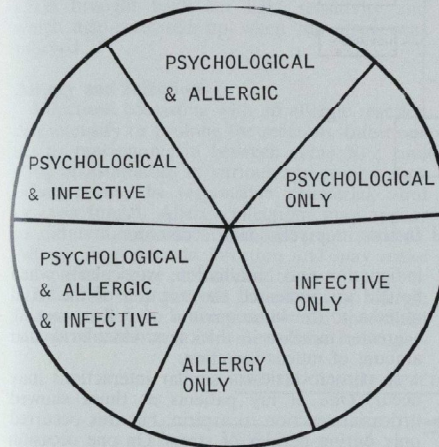 PSYCHOLOGICAL
& ALLERGIC
PSYCHOLOGICAL
& INFECTIVE
PSYCHOLOGICAL
ONLY
PSYCHOLOGICAL
& ALLERGIC
& INFECTIVE
INFECTIVE
ONLY
ALLERGY
ONLY